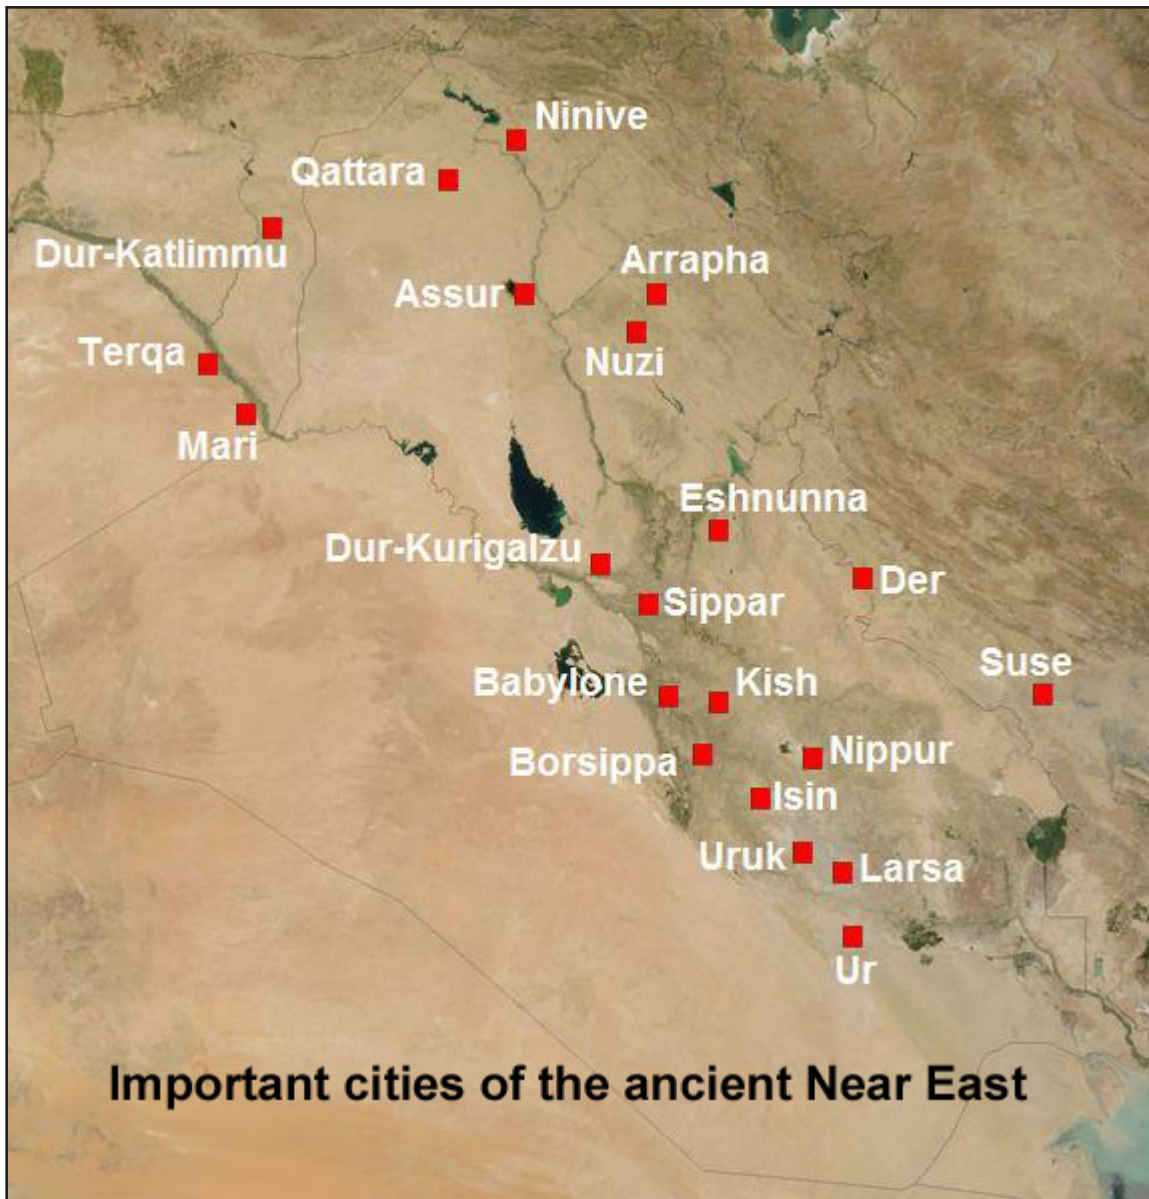 Ninive
Qattara
Dur-Katlimmu
Arrapha
Assur
Terqa
Nuzi
Mari
Eshnunna
Dur-Kurigalzu
Der
Sippar
Suse
Babylone
Kish
Nippur
Borsippa
Isin
Uruk
Larsa
Ur
Important cities of the ancient Near East